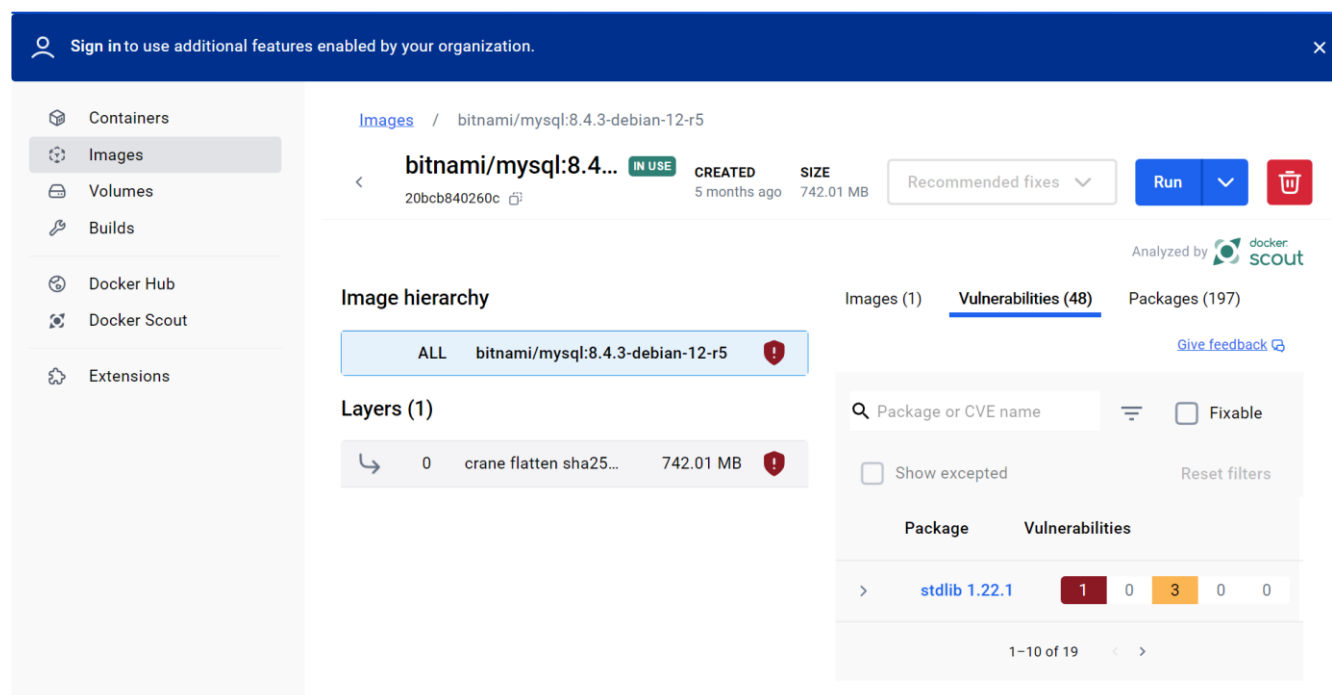 Sign in to use additional features enabled by your organization.
Containers
Images
Volumes
Builds
Docker Hub
Docker Scout
Extensions
Images / bitnami/mysql:8.4.3-debian-12-r5
bitnami/mysql:8.4... IN USE
20bcb840260c
CREATED
5 months ago
SIZE
742.01 MB
Recommended fixes
Run
Analyzed by docker scout
Image hierarchy
ALL bitnami/mysql:8.4.3-debian-12-r5
Layers (1)
0 crane flatten sha25... 742.01 MB
Images (1) Vulnerabilities (48) Packages (197)
Give feedback
Package or CVE name
Fixable
Show excepted
Reset filters
Package Vulnerabilities
stdlib 1.22.1 1 0 3 0 0
1–10 of 19